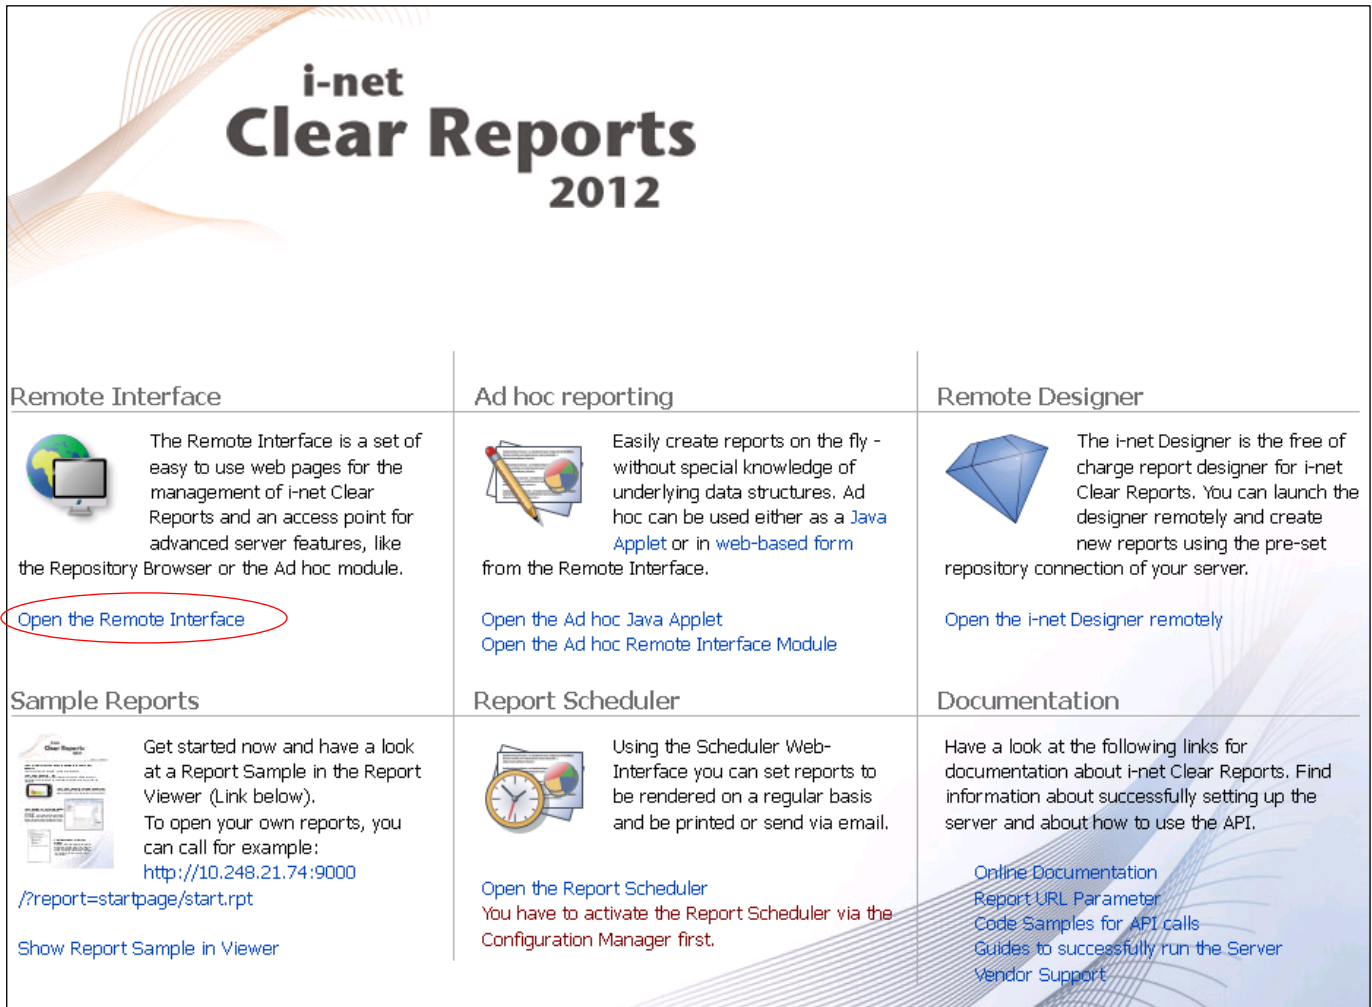 i-net
Clear Reports
2012
Remote Interface
The Remote Interface is a set of
easy to use web pages for the
management of i-net Clear
Reports and an access point for
advanced server features, like
the Repository Browser or the Ad hoc module.
Open the Remote Interface
Ad hoc reporting
Easily create reports on the fly -
without special knowledge of
underlying data structures. Ad
hoc can be used either as a Java
Applet or in web-based form
from the Remote Interface.
Open the Ad hoc Java Applet
Open the Ad hoc Remote Interface Module
Remote Designer
The i-net Designer is the free of
charge report designer for i-net
Clear Reports. You can launch the
designer remotely and create
new reports using the pre-set
repository connection of your server.
Open the i-net Designer remotely
Sample Reports
Get started now and have a look
at a Report Sample in the Report
Viewer (Link below).
To open your own reports, you
can call for example:
http://10.248.21.74:9000
/?report=startpage/start.rpt
Show Report Sample in Viewer
Report Scheduler
Using the Scheduler Web-
Interface you can set reports to
be rendered on a regular basis
and be printed or send via email.
Open the Report Scheduler
You have to activate the Report Scheduler via the
Configuration Manager first.
Documentation
Have a look at the following links for
documentation about i-net Clear Reports. Find
information about successfully setting up the
server and about how to use the API.
Online Documentation
Report URL Parameter
Code Samples for API calls
Guides to successfully run the Server
Vendor Support